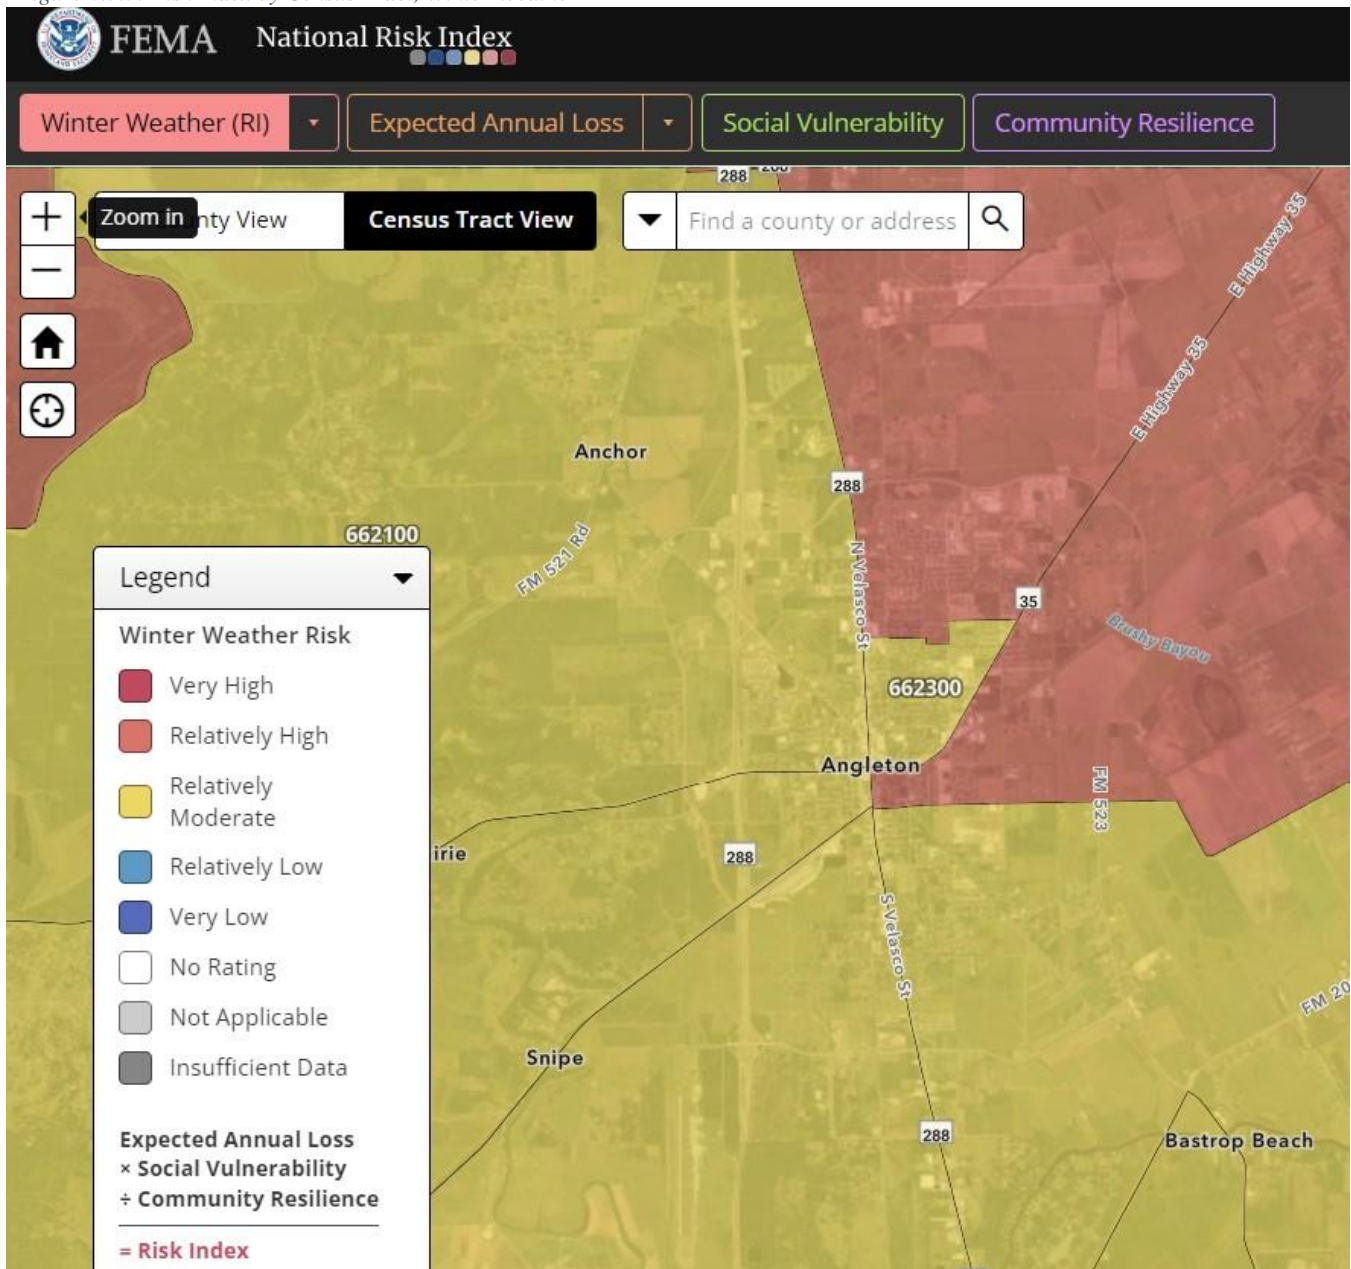 FEMA National Risk Index
Winter Weather (RI) Expected Annual Loss Social Vulnerability Community Resilience
288
Zoom in nty View Census Tract View Find a county or address
E Highway 35
E Highway 35
Anchor
288
662100
FM 521 Rd
N Velasco St
35
Brushy Bayou
662300
Angleton
FM 523
irie
288
S Velasco St
FM 20
Snipe
288
Bastrop Beach
Legend
Winter Weather Risk
Very High
Relatively High
Relatively
Moderate
Relatively Low
Very Low
No Rating
Not Applicable
Insufficient Data
Expected Annual Loss
× Social Vulnerability
÷ Community Resilience
= Risk Index